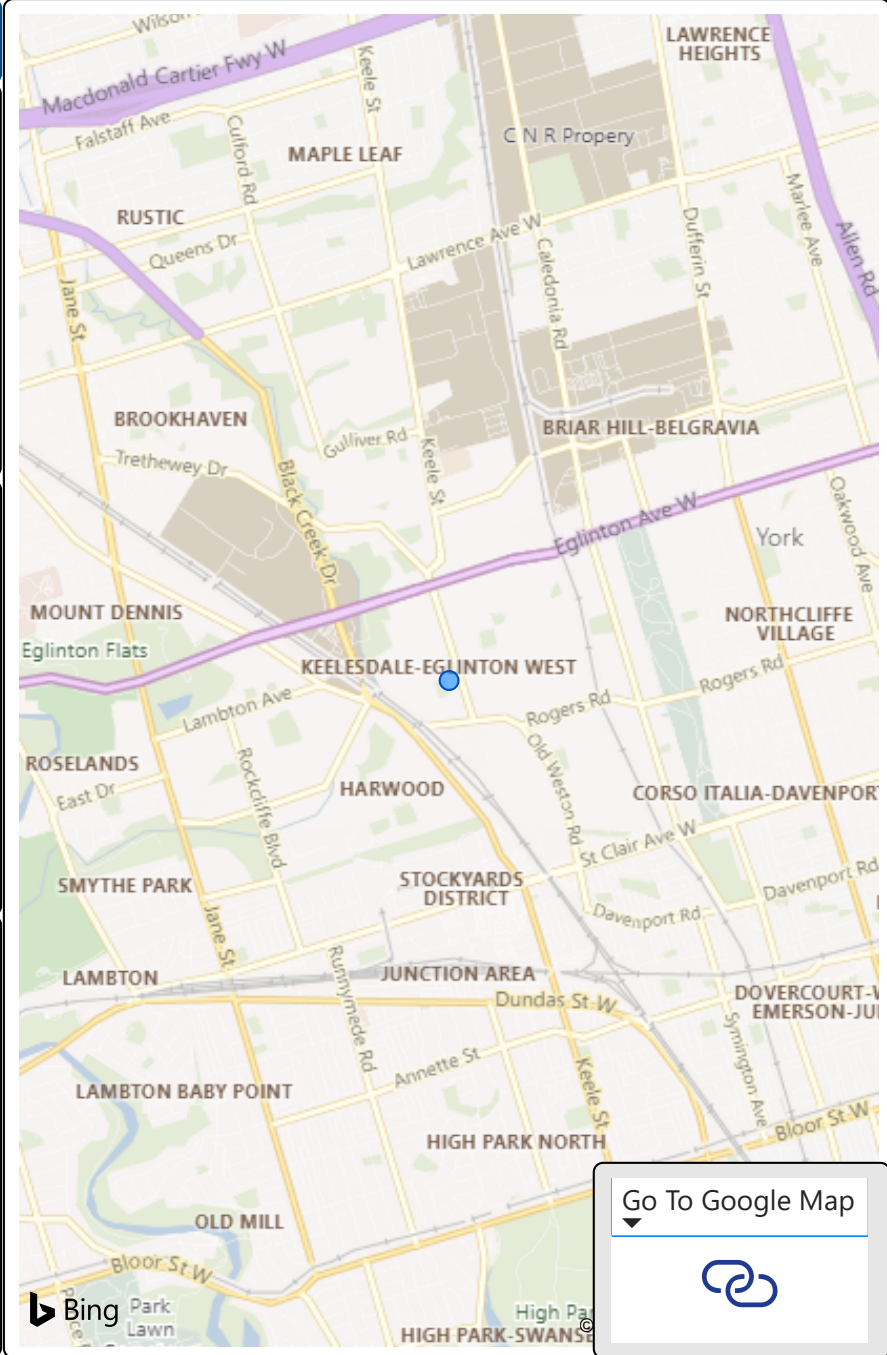 Wilson
LAWRENCE
HEIGHTS
Macdonald Cartier Fwy W
Keele St
Falstaff Ave
Culford Rd
C N R Propery
MAPLE LEAF
Marlee Ave
RUSTIC
Dufferin St
Allen Rd
Queens Dr
Lawrence Ave W
Caledonia Rd
Jane St
BROOKHAVEN
BRIAR HILL-BELGRAVIA
Gulliver Rd
Keele St
Trethewey Dr
Black Creek Dr
Oakwood Ave
Eglinton Ave W
York
MOUNT DENNIS
NORTHCLIFFE
VILLAGE
Eglinton Flats
KEELESDALE-EGLINTON WEST
Rogers Rd
Lambton Ave
Rogers Rd
Old Weston Rd
ROSELANDS
Rockcliffe Blvd
East Dr
HARWOOD
CORSO ITALIA-DAVENPORT
St Clair Ave W
SMYTHE PARK
STOCKYARDS
DISTRICT
Davenport Rd
Davenport Rd
Jane St
LAMBTON
Runnymede Rd
JUNCTION AREA
Dundas St W
DOVERCOURT-W
EMERSON-JU
Symington Ave
Annette St
Keele St
LAMBTON BABY POINT
Bloor St W
HIGH PARK NORTH
Go To Google Map
OLD MILL
Bloor St W
Bing
Park
Lawn
High Par
©
HIGH PARK-SWANSE